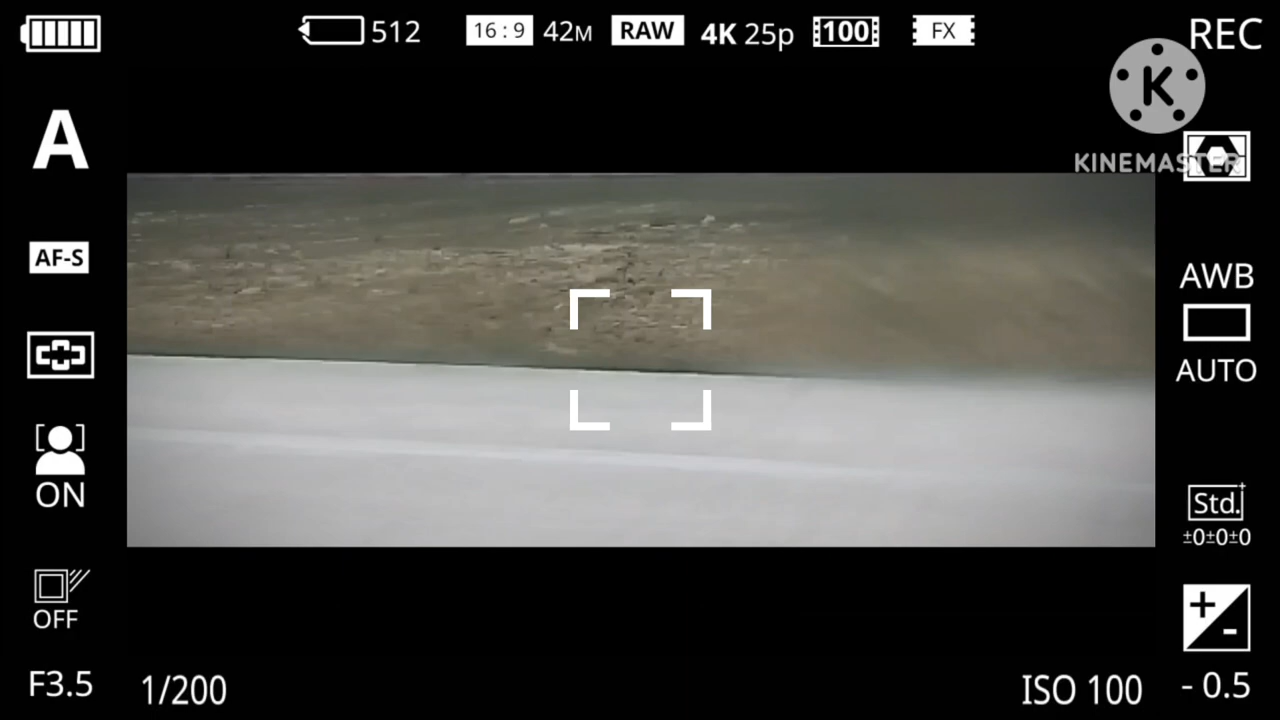 512 16:9 42M RAW 4K 25p 100 FX REC
K
KINEMASTER
A
AF-S
AWB
AUTO
ON
Std.+
±0±0±0
OFF
F3.5 1/200 ISO 100 - 0.5